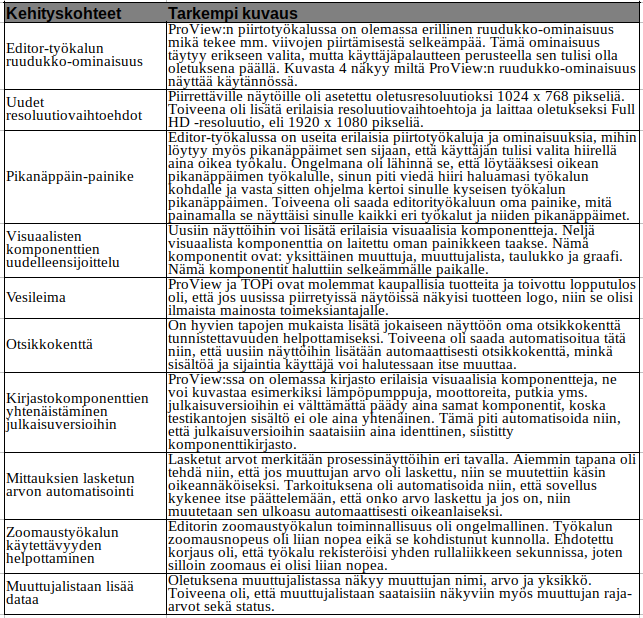 Kehityskohteet Tarkempi kuvaus
Editor-työkalun
ruudukko-ominaisuus
ProView:n piirtotyökalussa on olemassa erillinen ruudukko-ominaisuus
mikä tekee mm. viivojen piirtämisestä selkeämpää. Tämä ominaisuus
täytyy erikseen valita, mutta käyttäjäpalautteen perusteella sen tulisi olla
oletuksena päällä. Kuvasta 4 näkyy miltä ProView:n ruudukko-ominaisuus
näyttää käytännössä.
Uudet
resoluutiovaihtoehdot
Piirrettäville näytöille oli asetettu oletusresoluutioksi 1024 x 768 pikseliä.
Toiveena oli lisätä erilaisia resoluutiovaihtoehtoja ja laittaa oletukseksi Full
HD -resoluutio, eli 1920 x 1080 pikseliä.
Pikanäppäin-painike
Editor-työkalussa on useita erilaisia piirtotyökaluja ja ominaisuuksia, mihin
löytyy myös pikanäppäimet sen sijaan, että käyttäjän tulisi valita hiirellä
aina oikea työkalu. Ongelmana oli lähinnä se, että löytääksesi oikean
pikanäppäimen työkalulle, sinun piti viedä hiiri haluamasi työkalun
kohdalle ja vasta sitten ohjelma kertoi sinulle kyseisen työkalun
pikanäppäimen. Toiveena oli saada editorityökaluun oma painike, mitä
painamalla se näyttäisi sinulle kaikki eri työkalut ja niiden pikanäppäimet.
Visuaalisten
komponenttien
uudelleensijoittelu
Uusiin näyttöihin voi lisätä erilaisia visuaalisia komponentteja. Neljä
visuaalista komponenttia on laitettu oman painikkeen taakse. Nämä
komponentit ovat: yksittäinen muuttuja, muuttujalista, taulukko ja graafi.
Nämä komponentit haluttiin selkeämmälle paikalle.
Vesileima
ProView ja TOPi ovat molemmat kaupallisia tuotteita ja toivottu lopputulos
oli, että jos uusissa piirretyissä näytöissä näkyisi tuotteen logo, niin se olisi
ilmaista mainosta toimeksiantajalle.
Otsikkokenttä
On hyvien tapojen mukaista lisätä jokaiseen näyttöön oma otsikkokenttä
tunnistettavuuden helpottamiseksi. Toiveena oli saada automatisoitua tätä
niin, että uusiin näyttöihin lisätään automaattisesti otsikkokenttä, minkä
sisältöä ja sijaintia käyttäjä voi halutessaan itse muuttaa.
Kirjastokomponenttien
yhtenäistäminen
julkaisuversioihin
ProView:ssa on olemassa kirjasto erilaisia visuaalisia komponentteja, ne
voi kuvastaa esimerkiksi lämpöpumppuja, moottoreita, putkia yms.
julkaisuversioihin ei välttämättä päädy aina samat komponentit, koska
testikantojen sisältö ei ole aina yhtenäinen. Tämä piti automatisoida niin,
että julkaisuversioihin saataisiin aina identtinen, siistitty
komponenttikirjasto.
Mittauksien lasketun
arvon automatisointi
Lasketut arvot merkitään prosessinäyttöihin eri tavalla. Aiemmin tapana oli
tehdä niin, että jos muuttujan arvo oli laskettu, niin se muutettiin käsin
oikeannäköiseksi. Tarkoituksena oli automatisoida niin, että sovellus
kykenee itse päättelemään, että onko arvo laskettu ja jos on, niin
muutetaan sen ulkoasu automaattisesti oikeanlaiseksi.
Zoomaustyökalun
käytettävyyden
helpottaminen
Editorin zoomaustyökalun toiminnallisuus oli ongelmallinen. Työkalun
zoomausnopeus oli liian nopea eikä se kohdistunut kunnolla. Ehdotettu
korjaus oli, että työkalu rekisteröisi yhden rullaliikkeen sekunnissa, joten
silloin zoomaus ei olisi liian nopea.
Muuttujalistaan lisää
dataa
Oletuksena muuttujalistassa näkyy muuttujan nimi, arvo ja yksikkö.
Toiveena oli, että muuttujalistaan saataisiin näkyviin myös muuttujan raja-
arvot sekä status.